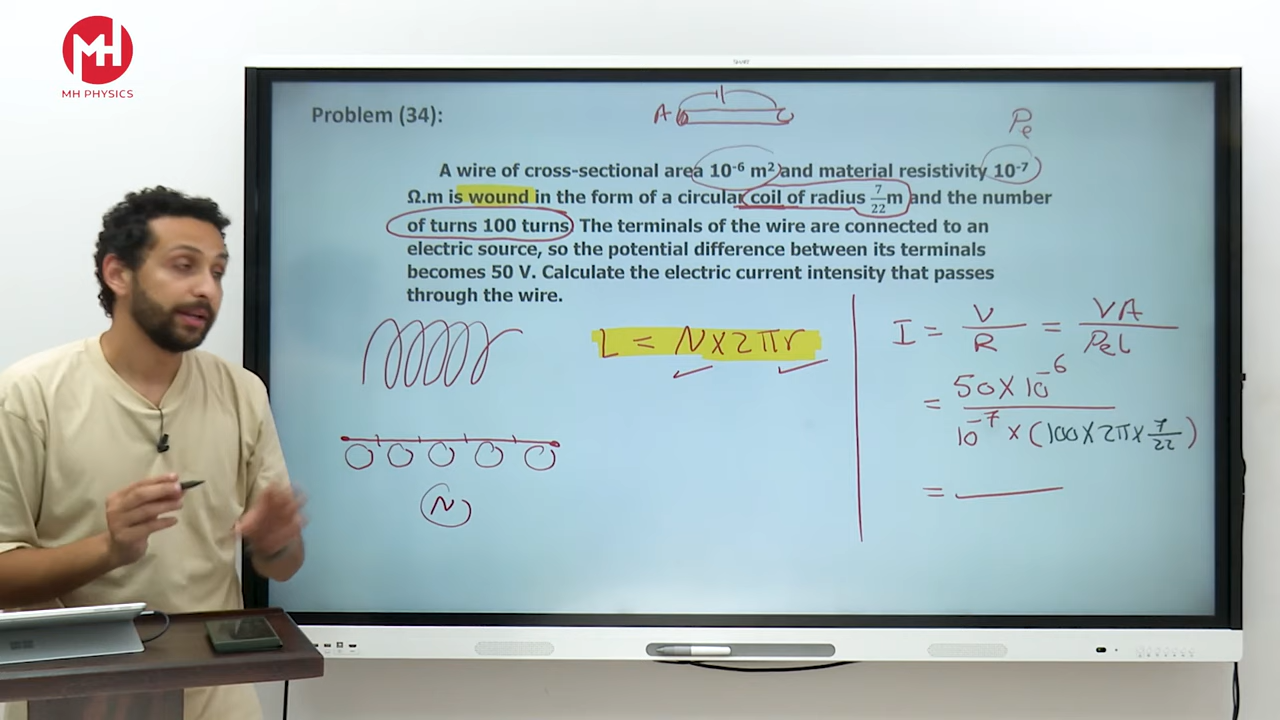 MH
MH PHYSICS
SMART
Problem (34):
A C
Pe
A wire of cross-sectional area 10⁻⁶ m² and material resistivity 10⁻⁷
Ω.m is wound in the form of a circular coil of radius 7/22 m and the number
of turns 100 turns. The terminals of the wire are connected to an
electric source, so the potential difference between its terminals
becomes 50 V. Calculate the electric current intensity that passes
through the wire.
L = N×2πr
N
I = V/R = VA/PeL
= 50×10⁻⁶ / 10⁻⁷ × (100×2π×7/22)
=